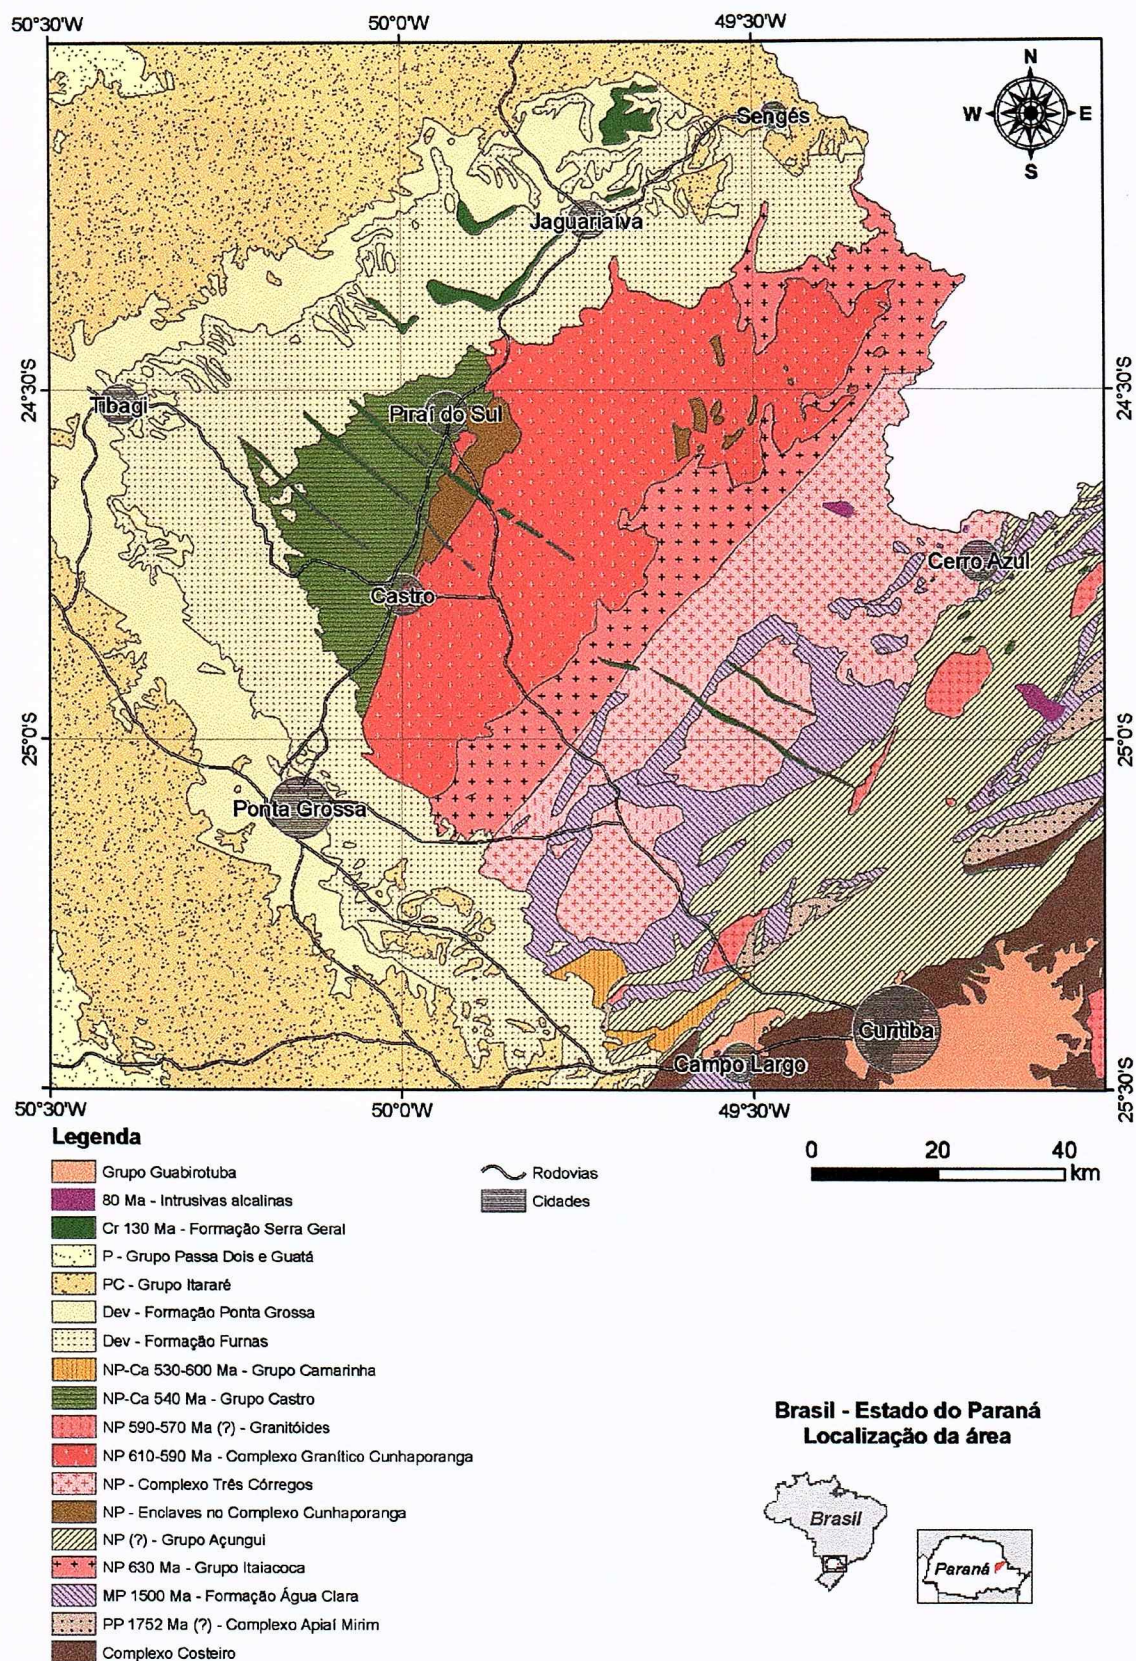 50°30'W 50°0'W 49°30'W
N
W E
S
Sengés
Jaguariaíva
24°30'S 24°30'S
Tibagi
Piraí do Sul
Cerro Azul
Castro
25°0'S 25°0'S
Ponta Grossa
Curitiba
Campo Largo
25°30'S
50°30'W 50°0'W 49°30'W
Legenda
Grupo Guabirotuba
80 Ma - Intrusivas alcalinas
Cr 130 Ma - Formação Serra Geral
P - Grupo Passa Dois e Guatá
PC - Grupo Itararé
Dev - Formação Ponta Grossa
Dev - Formação Furnas
NP-Ca 530-600 Ma - Grupo Camarinha
NP-Ca 540 Ma - Grupo Castro
NP 590-570 Ma (?) - Granitóides
NP 610-590 Ma - Complexo Granítico Cunhaporanga
NP - Complexo Três Córregos
NP - Enclaves no Complexo Cunhaporanga
NP (?) - Grupo Açungui
NP 630 Ma - Grupo Itaiacoca
MP 1500 Ma - Formação Água Clara
PP 1752 Ma (?) - Complexo Apiaí Mirim
Complexo Costeiro
Rodovias
Cidades
0 20 40
km
Brasil - Estado do Paraná
Localização da área
Brasil
Paraná